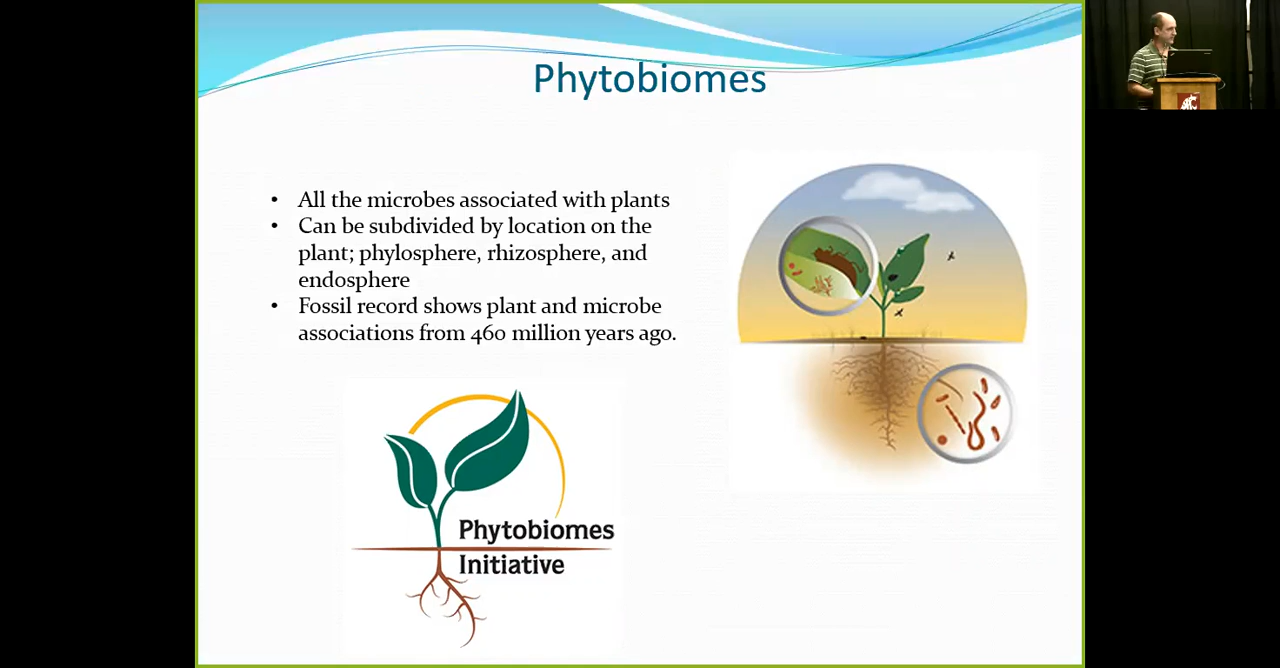 Phytobiomes
• All the microbes associated with plants
• Can be subdivided by location on the
plant; phylosphere, rhizosphere, and
endosphere
• Fossil record shows plant and microbe
associations from 460 million years ago.
Phytobiomes
Initiative